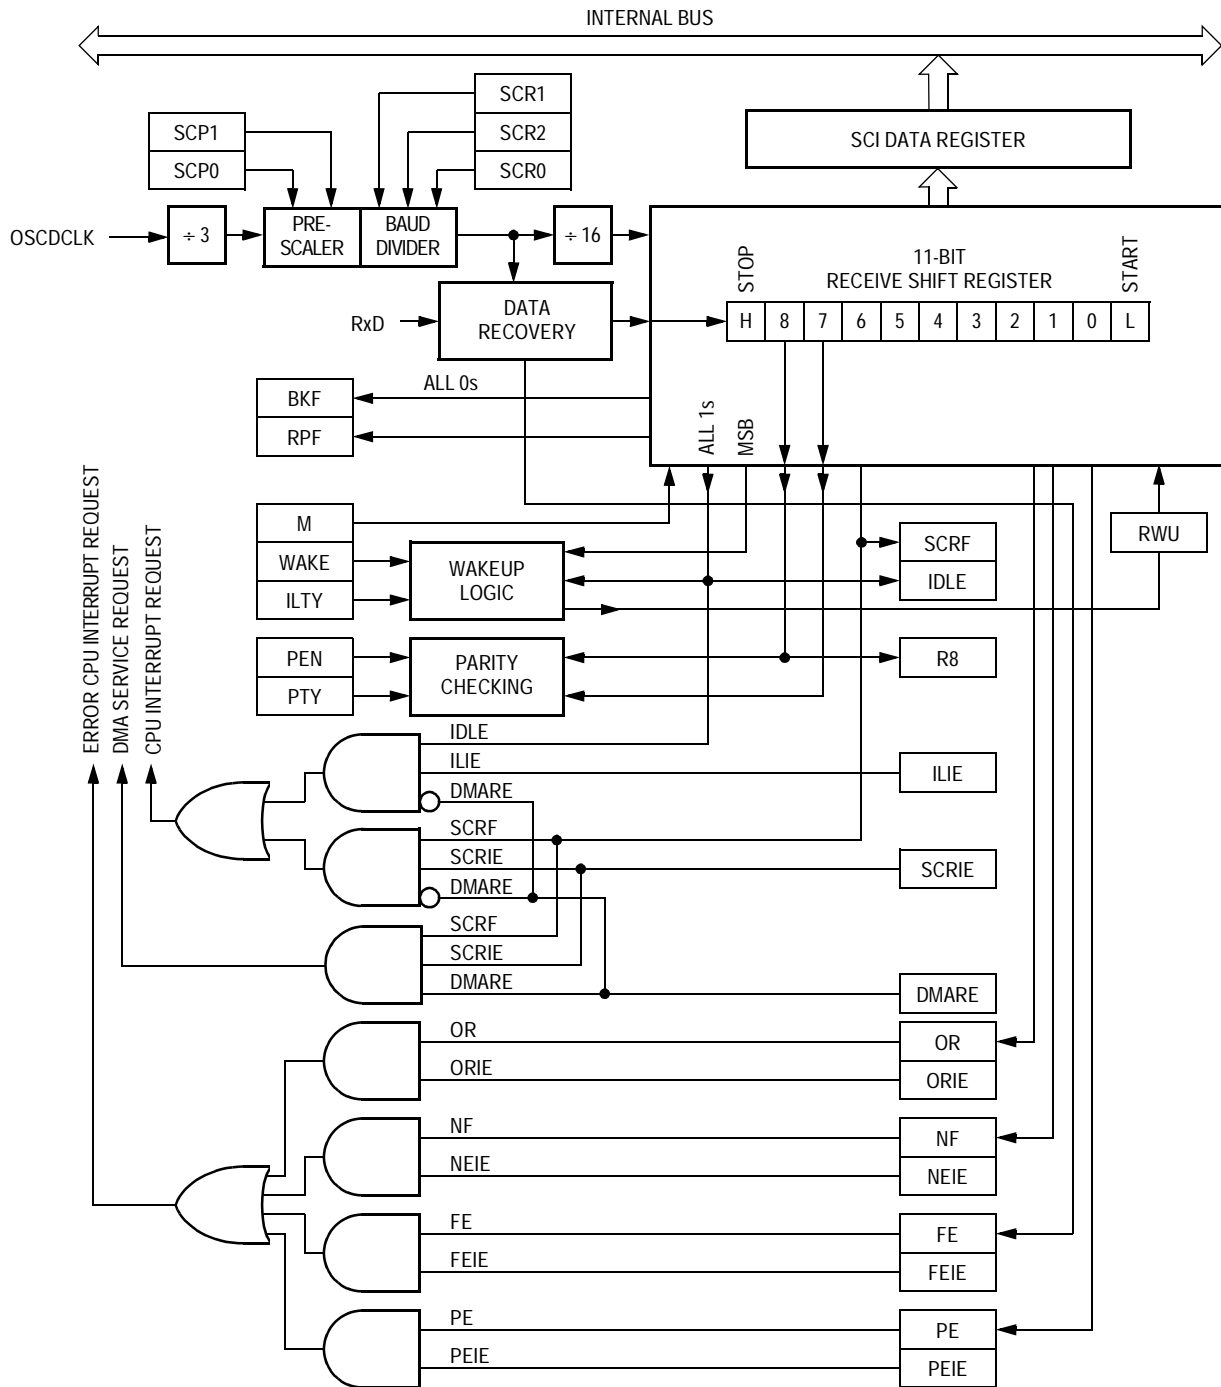 INTERNAL BUS
SCR1
SCR2
SCR0
SCP1
SCP0
SCI DATA REGISTER
OSCDCLK
÷ 3
PRE-
SCALER
BAUD
DIVIDER
÷ 16
STOP
11-BIT
RECEIVE SHIFT REGISTER
START
RxD
DATA
RECOVERY
H
8
7
6
5
4
3
2
1
0
L
ALL 0s
BKF
RPF
ALL 1s
MSB
M
WAKE
ILTY
WAKEUP
LOGIC
SCRF
IDLE
RWU
PEN
PTY
PARITY
CHECKING
R8
ERROR CPU INTERRUPT REQUEST
DMA SERVICE REQUEST
CPU INTERRUPT REQUEST
IDLE
ILIE
ILIE
DMARE
SCRF
SCRIE
SCRIE
DMARE
SCRF
SCRIE
DMARE
DMARE
OR
OR
ORIE
ORIE
NF
NF
NEIE
NEIE
FE
FE
FEIE
FEIE
PE
PE
PEIE
PEIE